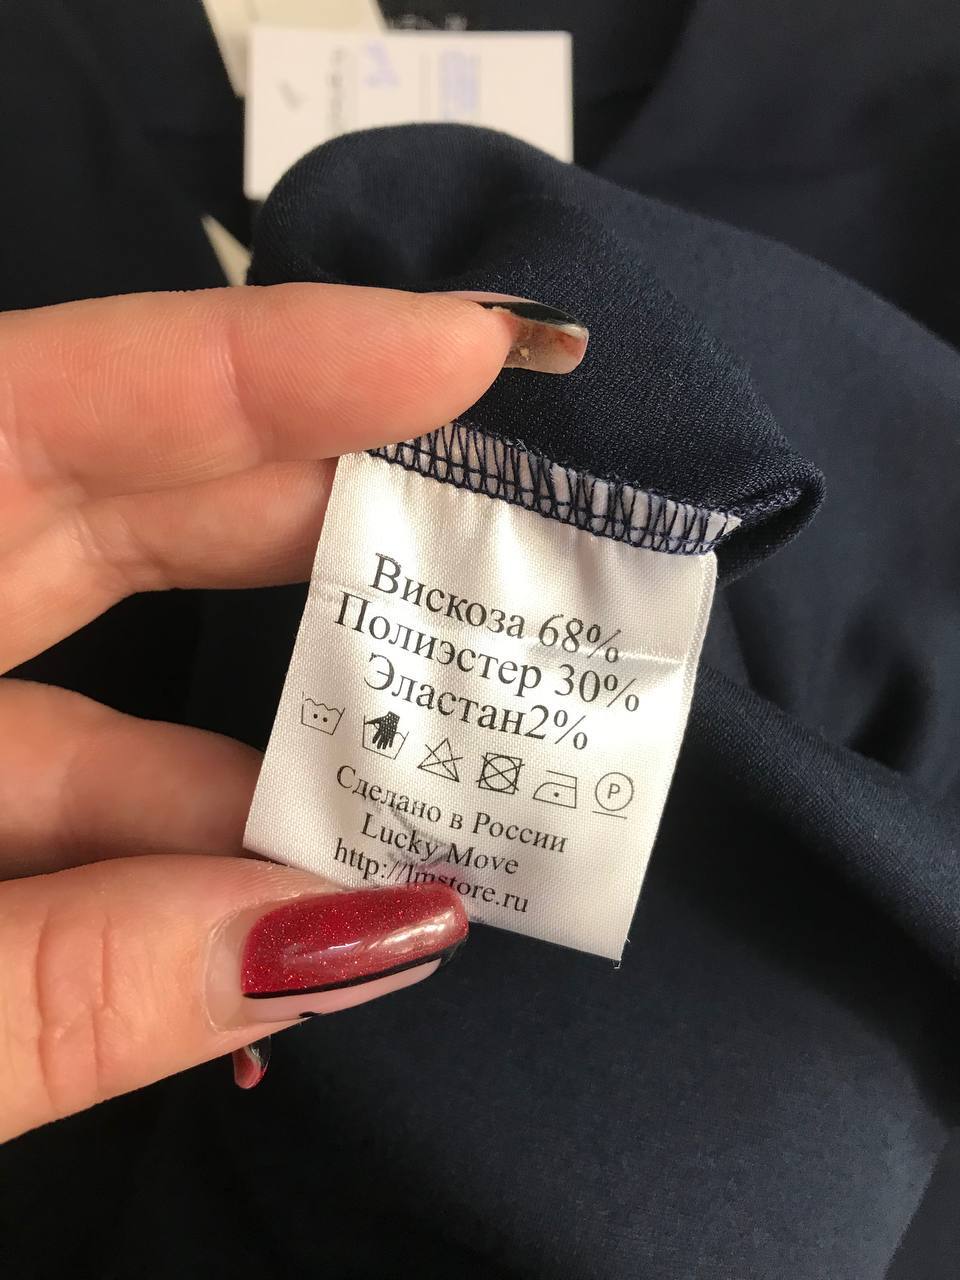 Вискоза 68%
Полиэстер 30%
Эластан2%
P
Сделано в России
Lucky Move
http://lmstore.ru